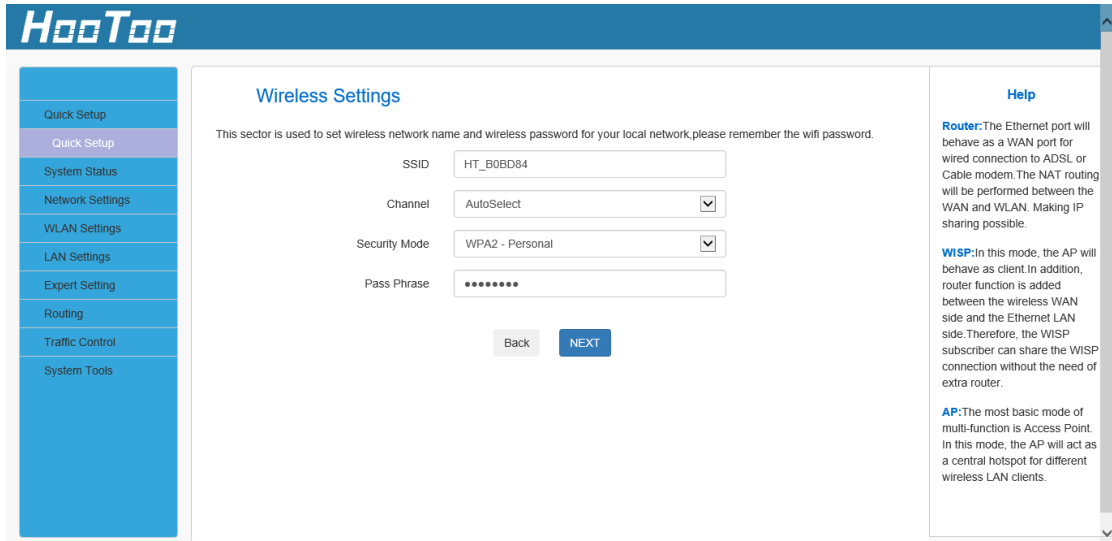 HooToo
Quick Setup
Quick Setup
System Status
Network Settings
WLAN Settings
LAN Settings
Expert Setting
Routing
Traffic Control
System Tools
Wireless Settings
This sector is used to set wireless network name and wireless password for your local network,please remember the wifi password.
SSID HT_B0BD84
Channel AutoSelect
Security Mode WPA2 - Personal
Pass Phrase ●●●●●●●●
Back NEXT
Help
Router:The Ethernet port will
behave as a WAN port for
wired connection to ADSL or
Cable modem.The NAT routing
will be performed between the
WAN and WLAN. Making IP
sharing possible.
WISP:In this mode, the AP will
behave as client.In addition,
router function is added
between the wireless WAN
side and the Ethernet LAN
side.Therefore, the WISP
subscriber can share the WISP
connection without the need of
extra router.
AP:The most basic mode of
multi-function is Access Point.
In this mode, the AP will act as
a central hotspot for different
wireless LAN clients.